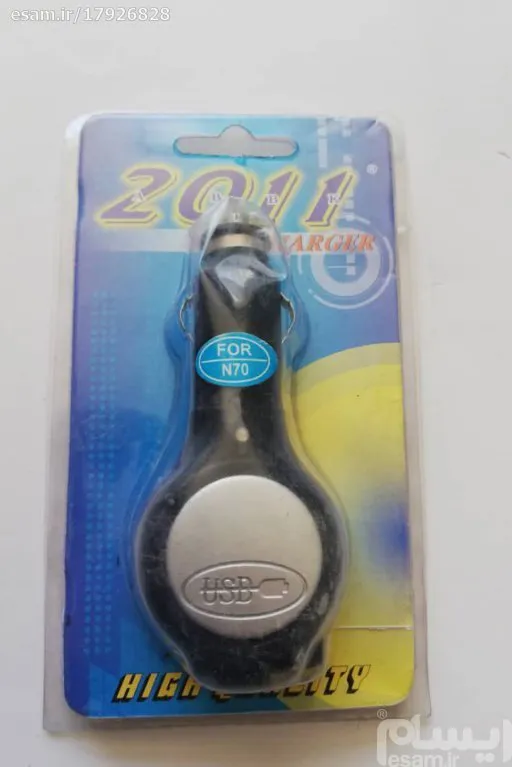 esam.ir/17926828
2011
CHARGER
FOR
N70
USB
HIGH QUALITY
ایسام
esam.ir